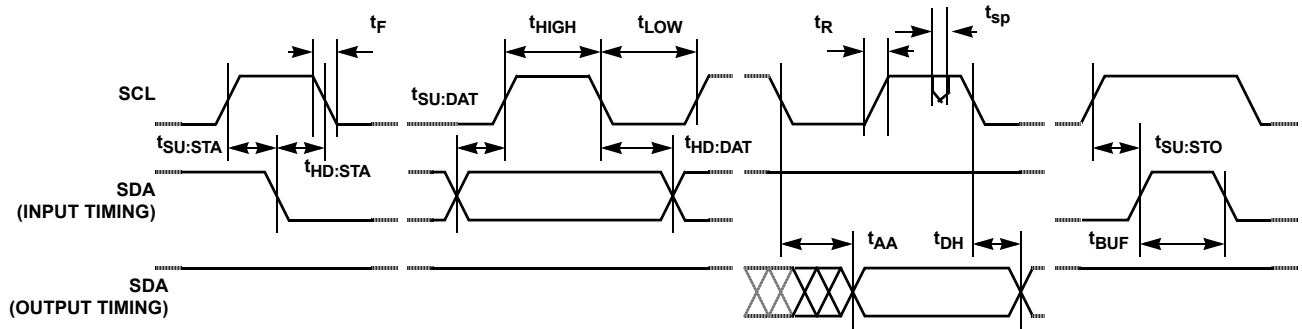 tF
tHIGH
tLOW
tR
tsp
SCL
tSU:DAT
tSU:STA
tHD:STA
tHD:DAT
tSU:STO
SDA
(INPUT TIMING)
tAA
tDH
tBUF
SDA
(OUTPUT TIMING)